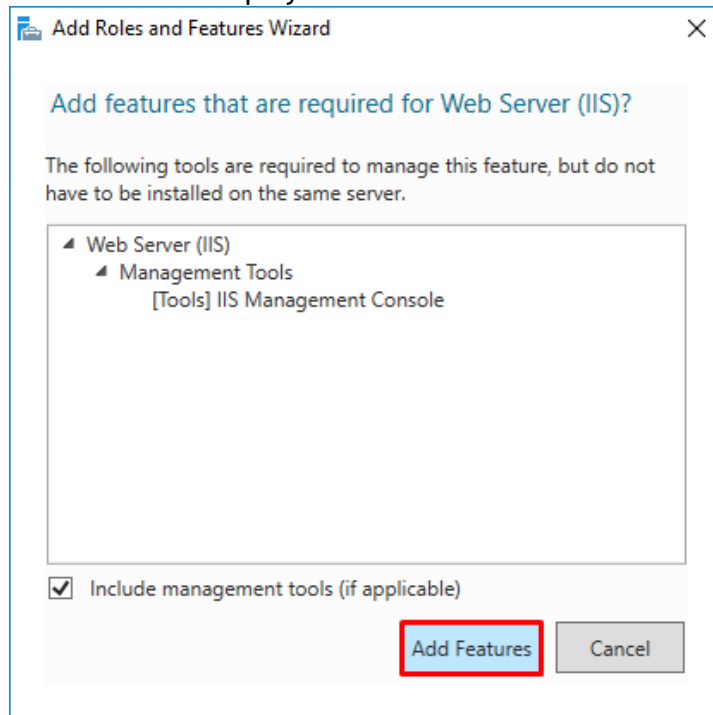 Add Roles and Features Wizard
Add features that are required for Web Server (IIS)?
The following tools are required to manage this feature, but do not
have to be installed on the same server.
Web Server (IIS)
Management Tools
[Tools] IIS Management Console
Include management tools (if applicable)
Add Features
Cancel